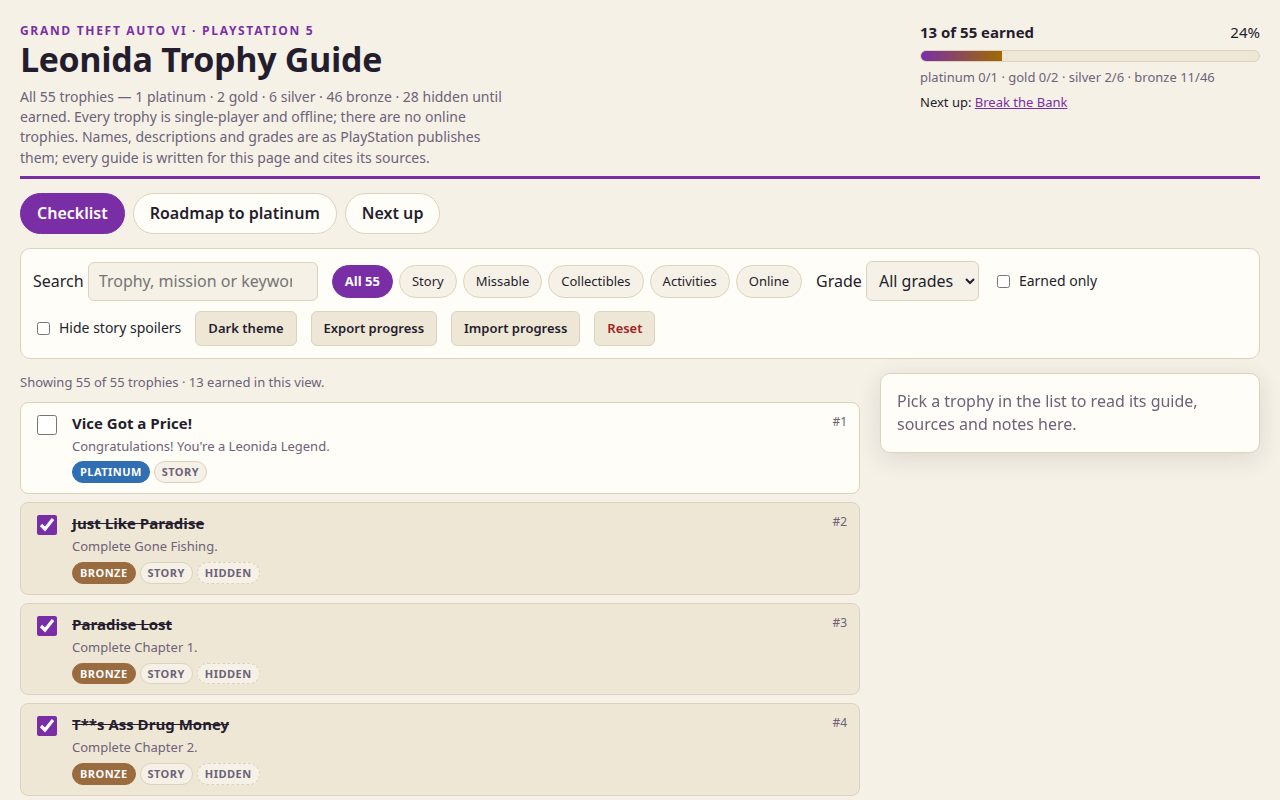 GRAND THEFT AUTO VI · PLAYSTATION 5
Leonida Trophy Guide
All 55 trophies — 1 platinum · 2 gold · 6 silver · 46 bronze · 28 hidden until
earned. Every trophy is single-player and offline; there are no online
trophies. Names, descriptions and grades are as PlayStation publishes
them; every guide is written for this page and cites its sources.
13 of 55 earned 24%
platinum 0/1 · gold 0/2 · silver 2/6 · bronze 11/46
Next up: Break the Bank
Checklist Roadmap to platinum Next up
Search Trophy, mission or keywor All 55 Story Missable Collectibles Activities Online Grade All grades Earned only
Hide story spoilers Dark theme Export progress Import progress Reset
Showing 55 of 55 trophies · 13 earned in this view.
Vice Got a Price! #1
Congratulations! You're a Leonida Legend.
PLATINUM STORY
Just Like Paradise #2
Complete Gone Fishing.
BRONZE STORY HIDDEN
Paradise Lost #3
Complete Chapter 1.
BRONZE STORY HIDDEN
T**s Ass Drug Money #4
Complete Chapter 2.
BRONZE STORY HIDDEN
Pick a trophy in the list to read its guide,
sources and notes here.